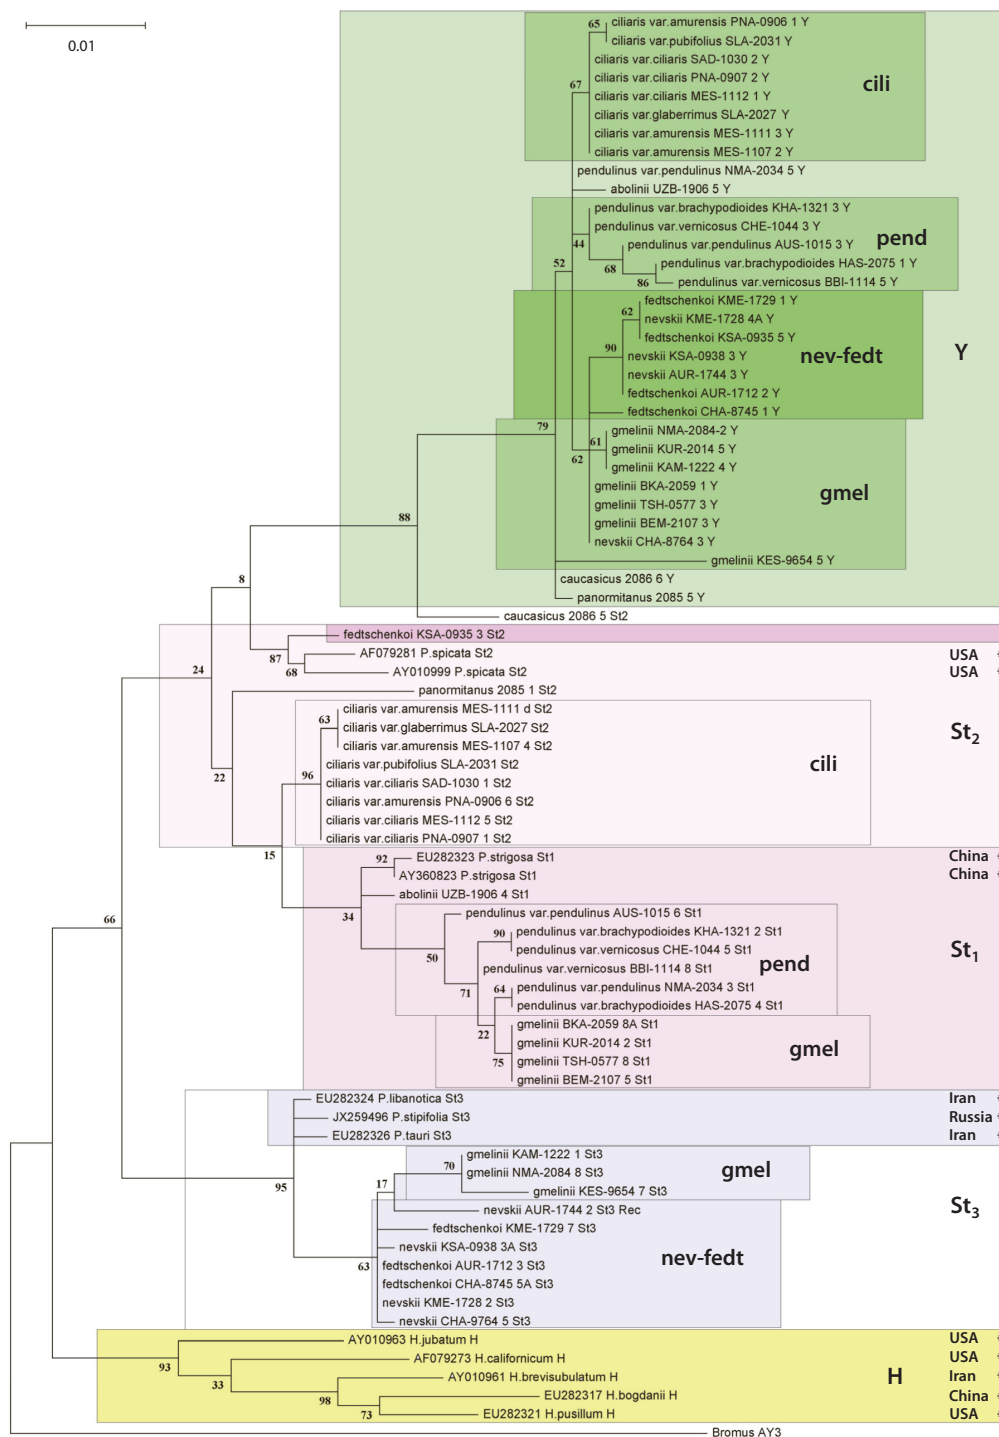 0.01
65
ciliaris var.amurensis PNA-0906 1 Y
ciliaris var.pubifolius SLA-2031 Y
ciliaris var.ciliaris SAD-1030 2 Y
67
ciliaris var.ciliaris PNA-0907 2 Y
cili
ciliaris var.ciliaris MES-1112 1 Y
ciliaris var.glaberrimus SLA-2027 Y
ciliaris var.amurensis MES-1111 3 Y
ciliaris var.amurensis MES-1107 2 Y
pendulinus var.pendulinus NMA-2034 5 Y
abolinii UZB-1906 5 Y
pendulinus var.brachypodioides KHA-1321 3 Y
pendulinus var.vernicosus CHE-1044 3 Y
pend
44
pendulinus var.pendulinus AUS-1015 3 Y
52
68
pendulinus var.brachypodioides HAS-2075 1 Y
86
pendulinus var.vernicosus BBI-1114 5 Y
fedtschenkoi KME-1729 1 Y
62
nevskii KME-1728 4A Y
fedtschenkoi KSA-0935 5 Y
90
nevskii KSA-0938 3 Y
nev-fedt
Y
nevskii AUR-1744 3 Y
fedtschenkoi AUR-1712 2 Y
fedtschenkoi CHA-8745 1 Y
79
gmelinii NMA-2084-2 Y
61
gmelinii KUR-2014 5 Y
62
gmelinii KAM-1222 4 Y
gmelinii BKA-2059 1 Y
gmel
gmelinii TSH-0577 3 Y
88
gmelinii BEM-2107 3 Y
nevskii CHA-8764 3 Y
gmelinii KES-9654 5 Y
8
caucasicus 2086 6 Y
panormitanus 2085 5 Y
caucasicus 2086 5 St2
fedtschenkoi KSA-0935 3 St2
87
AF079281 P.spicata St2
USA
24
68
AY010999 P.spicata St2
USA
panormitanus 2085 1 St2
ciliaris var.amurensis MES-1111 d St2
63
ciliaris var.glaberrimus SLA-2027 St2
St2
ciliaris var.amurensis MES-1107 4 St2
22
96
ciliaris var.pubifolius SLA-2031 St2
cili
ciliaris var.ciliaris SAD-1030 1 St2
ciliaris var.amurensis PNA-0906 6 St2
ciliaris var.ciliaris MES-1112 5 St2
ciliaris var.ciliaris PNA-0907 1 St2
15
92
EU282323 P.strigosa St1
China
AY360823 P.strigosa St1
China
abolinii UZB-1906 4 St1
34
66
pendulinus var.pendulinus AUS-1015 6 St1
90
pendulinus var.brachypodioides KHA-1321 2 St1
pendulinus var.vernicosus CHE-1044 5 St1
St1
50
pendulinus var.vernicosus BBI-1114 8 St1
pend
71
64
pendulinus var.pendulinus NMA-2034 3 St1
pendulinus var.brachypodioides HAS-2075 4 St1
22
gmelinii BKA-2059 8A St1
gmelinii KUR-2014 2 St1
gmel
75
gmelinii TSH-0577 8 St1
gmelinii BEM-2107 5 St1
EU282324 P.libanotica St3
Iran
JX259496 P.stipifolia St3
Russia
EU282326 P.tauri St3
Iran
gmelinii KAM-1222 1 St3
70
gmelinii NMA-2084 8 St3
gmel
95
17
gmelinii KES-9654 7 St3
nevskii AUR-1744 2 St3 Rec
St3
fedtschenkoi KME-1729 7 St3
nevskii KSA-0938 3A St3
nev-fedt
63
fedtschenkoi AUR-1712 3 St3
fedtschenkoi CHA-8745 5A St3
nevskii KME-1728 2 St3
nevskii CHA-9764 5 St3
AY010963 H.jubatum H
USA
93
AF079273 H.californicum H
USA
33
AY010961 H.brevisubulatum H
H
Iran
98
EU282317 H.bogdanii H
China
73
EU282321 H.pusillum H
USA
Bromus AY3